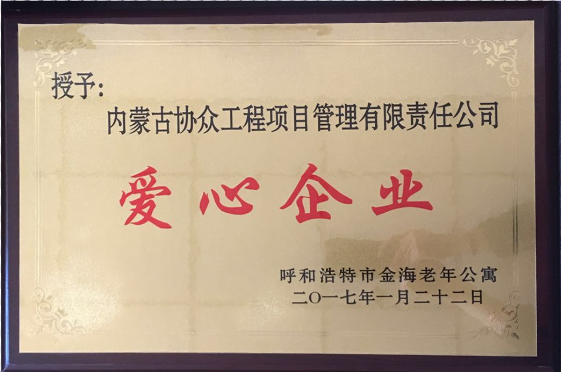 授予:
内蒙古协众工程项目管理有限责任公司
爱心企业
呼和浩特市金海老年公寓
二〇一七年一月二十二日